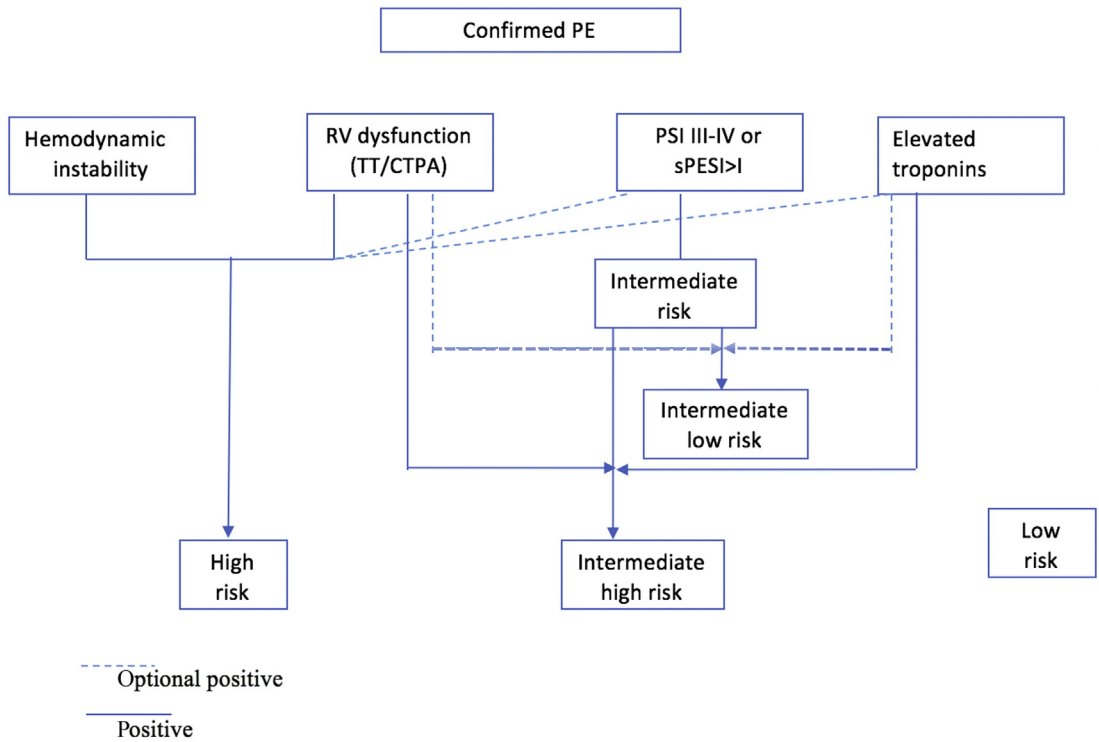 Confirmed PE
Hemodynamic
instability
RV dysfunction
(TT/CTPA)
PSI III-IV or
sPESI>I
Elevated
troponins
Intermediate
risk
Intermediate
low risk
High
risk
Intermediate
high risk
Low
risk
Optional positive
Positive